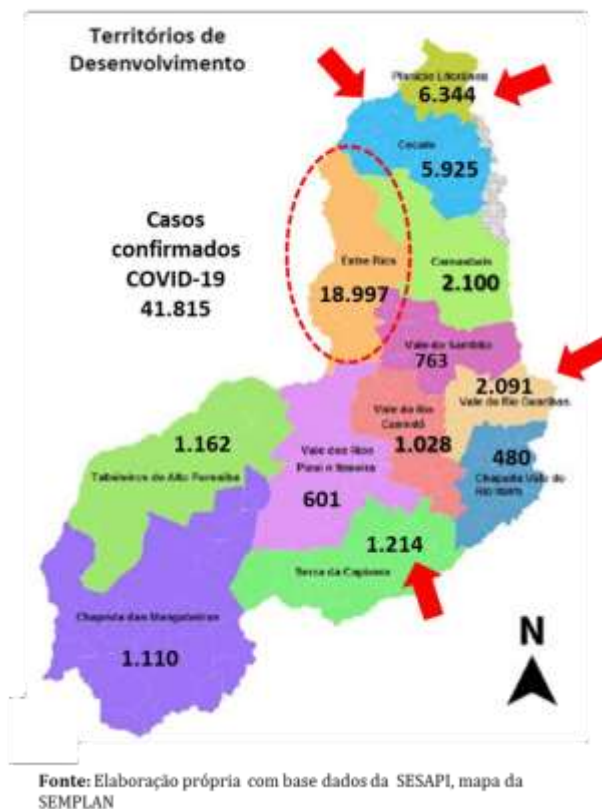 Territórios de
Desenvolvimento
Planície Litorânea
6.344
Cocais
5.925
Casos
confirmados
COVID-19
41.815
Entre Rios
18.997
Carnaubais
2.100
Vale do Sambito
763
2.091
Vale do Rio Guaribas
Vale do Rio
Canindé
1.028
480
Chapada Vale do
Rio Itaim
1.162
Tabuleiros do Alto Parnaíba
Vale dos Rios
Piauí e Itaueira
601
1.214
Serra da Capivara
Chapada das Mangabeiras
1.110
N
Fonte: Elaboração própria com base dados da SESAPI, mapa da
SEMPLAN